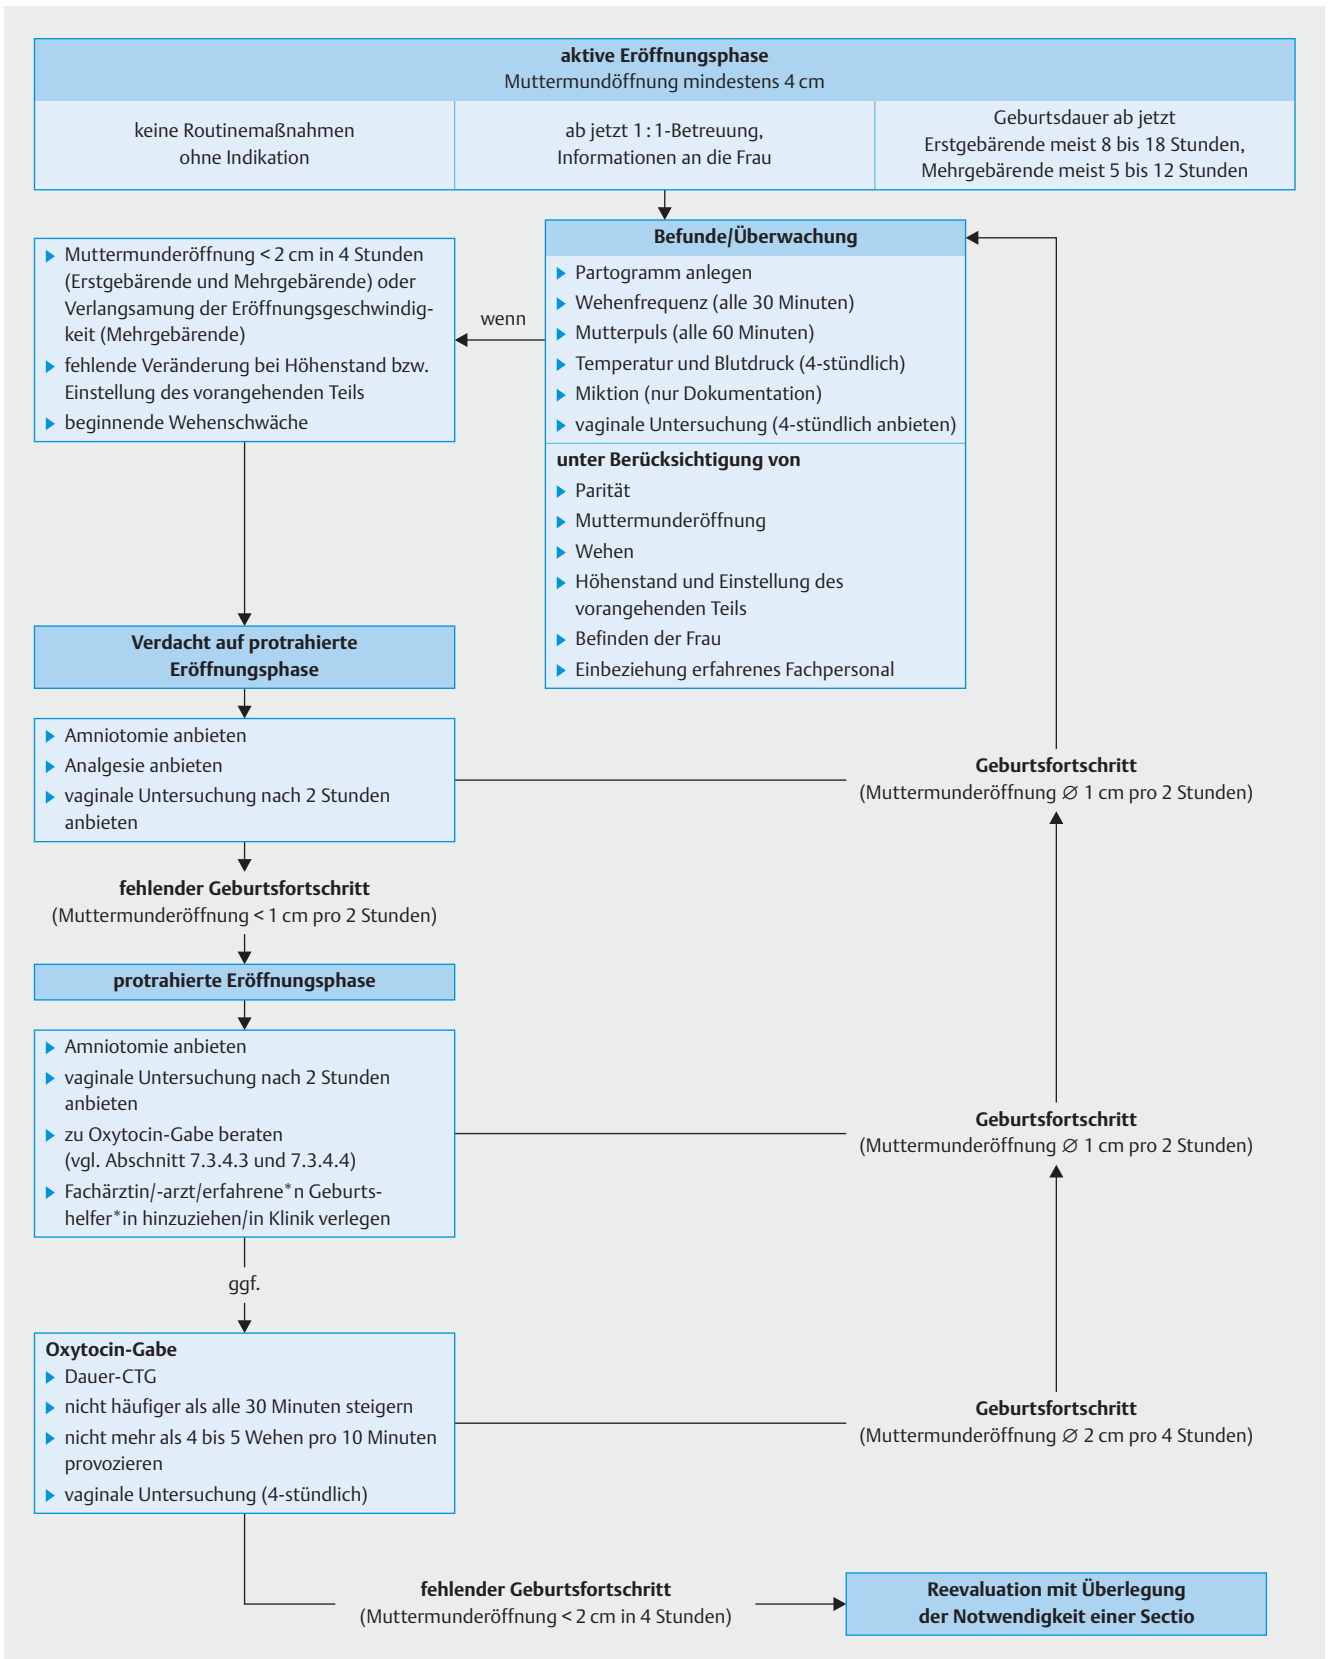 aktive Eröffnungsphase
Muttermundöffnung mindestens 4 cm
keine Routinemaßnahmen
ohne Indikation
ab jetzt 1 : 1-Betreuung,
Informationen an die Frau
Geburtsdauer ab jetzt
Erstgebärende meist 8 bis 18 Stunden,
Mehrgebärende meist 5 bis 12 Stunden
Befunde/Überwachung
Partogramm anlegen
Wehenfrequenz (alle 30 Minuten)
Mutterpuls (alle 60 Minuten)
Temperatur und Blutdruck (4-stündlich)
Miktion (nur Dokumentation)
vaginale Untersuchung (4-stündlich anbieten)
unter Berücksichtigung von
Parität
Muttermunderöffnung
Wehen
Höhenstand und Einstellung des
vorangehenden Teils
Befinden der Frau
Einbeziehung erfahrenes Fachpersonal
wenn
Muttermunderöffnung < 2 cm in 4 Stunden
(Erstgebärende und Mehrgebärende) oder
Verlangsamung der Eröffnungsgeschwindig-
keit (Mehrgebärende)
fehlende Veränderung bei Höhenstand bzw.
Einstellung des vorangehenden Teils
beginnende Wehenschwäche
Verdacht auf protrahierte
Eröffnungsphase
Amniotomie anbieten
Analgesie anbieten
vaginale Untersuchung nach 2 Stunden
anbieten
Geburtsfortschritt
(Muttermunderöffnung ∅ 1 cm pro 2 Stunden)
fehlender Geburtsfortschritt
(Muttermunderöffnung < 1 cm pro 2 Stunden)
protrahierte Eröffnungsphase
Amniotomie anbieten
vaginale Untersuchung nach 2 Stunden
anbieten
zu Oxytocin-Gabe beraten
(vgl. Abschnitt 7.3.4.3 und 7.3.4.4)
Fachärztin/-arzt/erfahrene*n Geburts-
helfer*in hinzuziehen/in Klinik verlegen
Geburtsfortschritt
(Muttermunderöffnung ∅ 1 cm pro 2 Stunden)
ggf.
Oxytocin-Gabe
Dauer-CTG
nicht häufiger als alle 30 Minuten steigern
nicht mehr als 4 bis 5 Wehen pro 10 Minuten
provozieren
vaginale Untersuchung (4-stündlich)
Geburtsfortschritt
(Muttermunderöffnung ∅ 2 cm pro 4 Stunden)
fehlender Geburtsfortschritt
(Muttermunderöffnung < 2 cm in 4 Stunden)
Reevaluation mit Überlegung
der Notwendigkeit einer Sectio